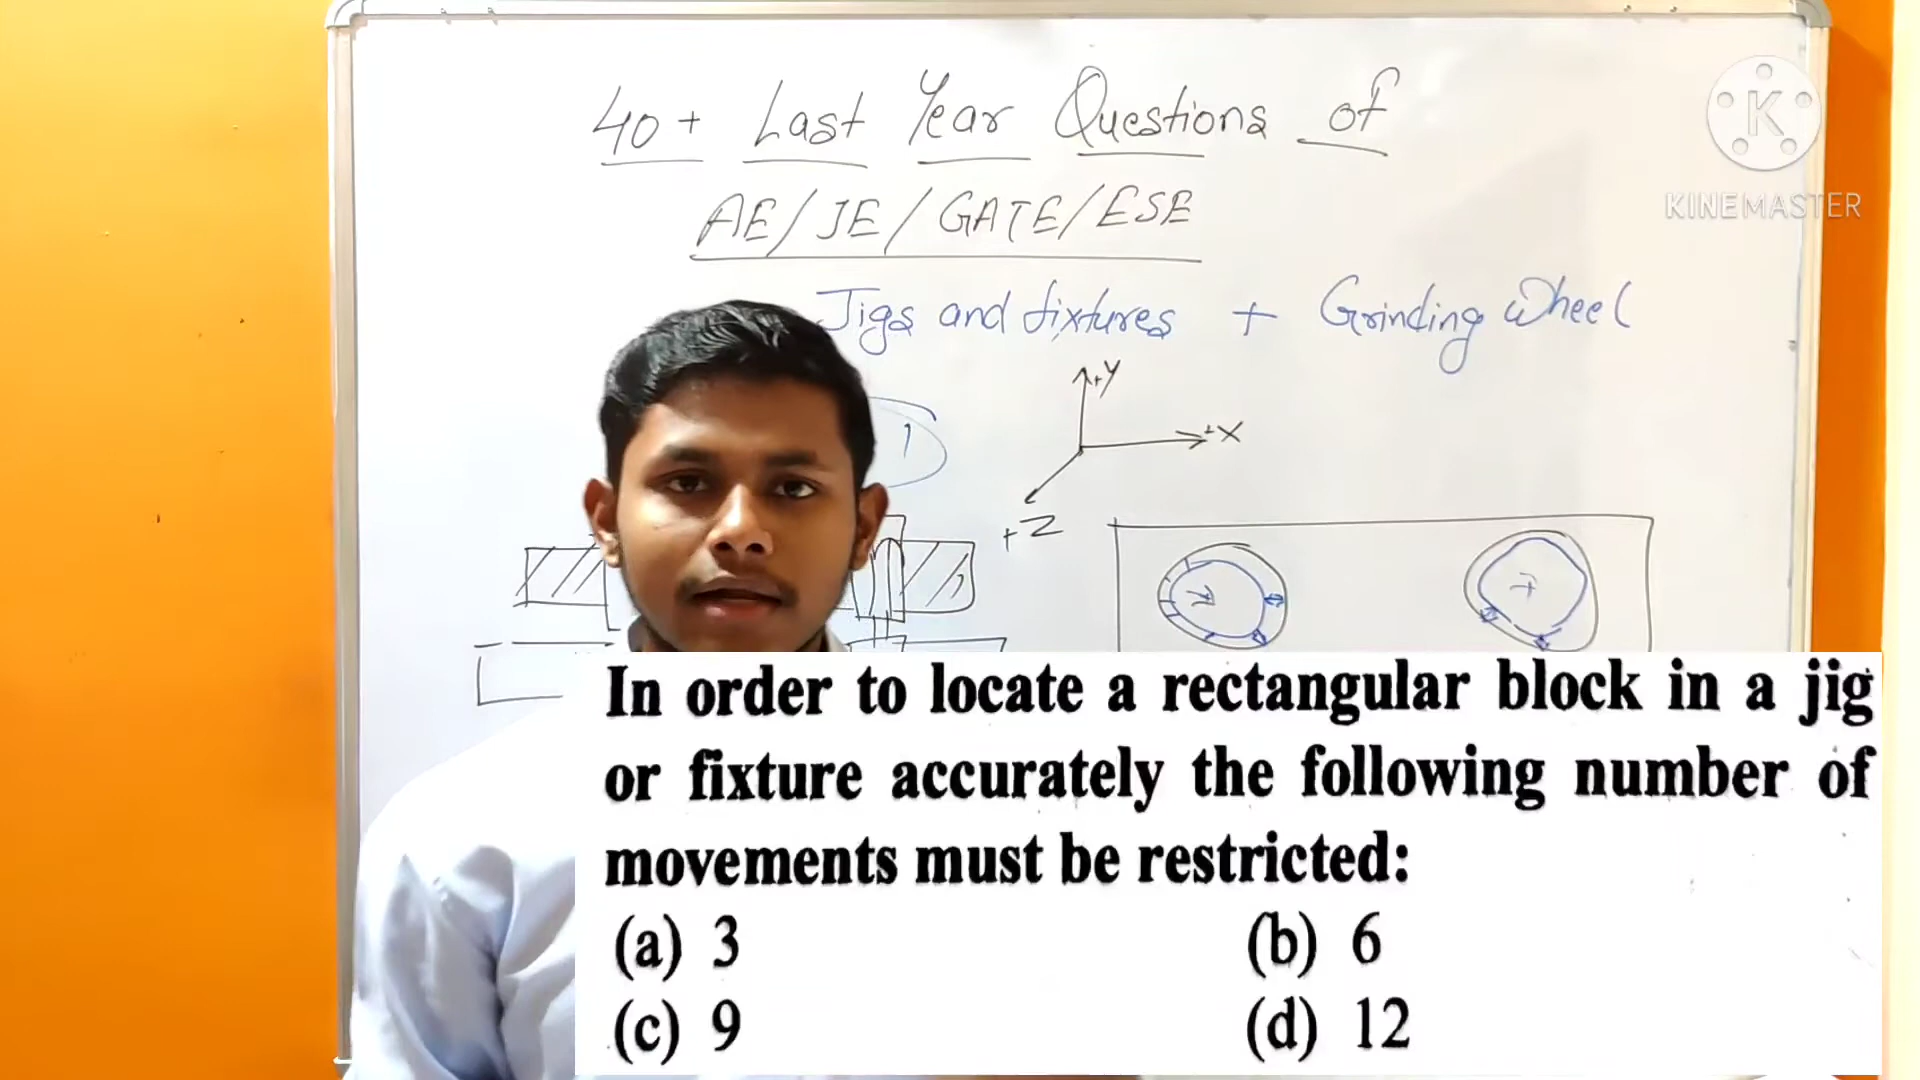 40+ Last Year Questions of
AE/JE/GATE/ESE
Jigs and fixtures + Grinding wheel
K
KINEMASTER
+Y
+X
1
+Z
In order to locate a rectangular block in a jig
or fixture accurately the following number of
movements must be restricted:
(a) 3 (b) 6
(c) 9 (d) 12